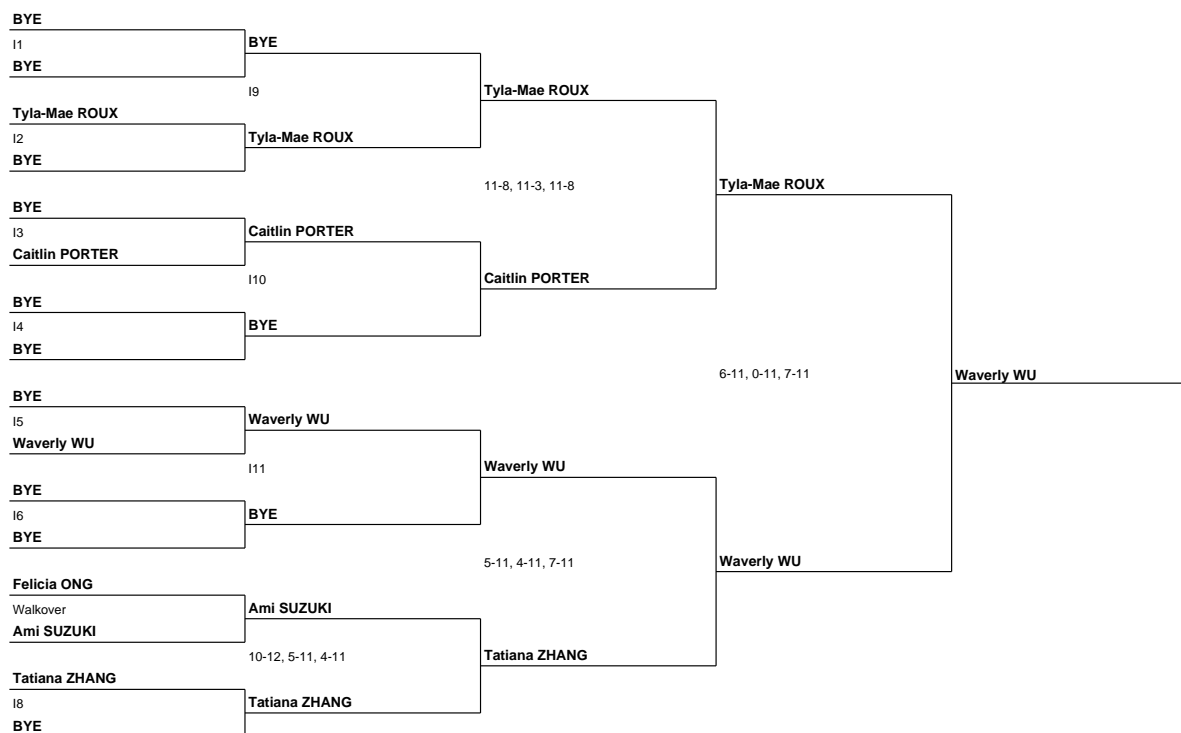 BYE
I1
BYE
BYE
I9
Tyla-Mae ROUX
Tyla-Mae ROUX
I2
Tyla-Mae ROUX
BYE
11-8, 11-3, 11-8
Tyla-Mae ROUX
BYE
I3
Caitlin PORTER
Caitlin PORTER
I10
Caitlin PORTER
BYE
I4
BYE
BYE
6-11, 0-11, 7-11
Waverly WU
BYE
I5
Waverly WU
Waverly WU
I11
Waverly WU
BYE
I6
BYE
BYE
5-11, 4-11, 7-11
Waverly WU
Felicia ONG
Walkover
Ami SUZUKI
Ami SUZUKI
10-12, 5-11, 4-11
Tatiana ZHANG
Tatiana ZHANG
I8
Tatiana ZHANG
BYE